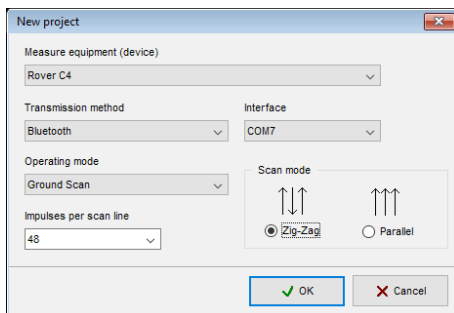 New project
Measure equipment (device)
Rover C4
Transmission method
Interface
Bluetooth
COM7
Operating mode
Ground Scan
Scan mode
Impulses per scan line
48
Zig-Zag
Parallel
OK
Cancel